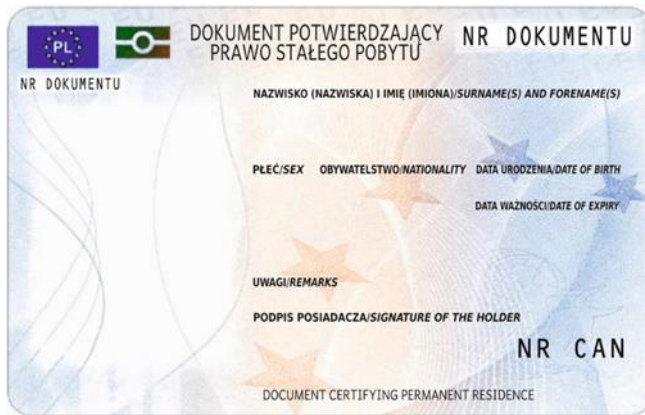 PL
DOKUMENT POTWIERDZAJĄCY
PRAWO STAŁEGO POBYTU
NR DOKUMENTU
NR DOKUMENTU
NAZWISKO (NAZWISKA) I IMIĘ (IMIONA)/SURNAME(S) AND FORENAME(S)
PŁEĆ/SEX OBYWATELSTWO/NATIONALITY DATA URODZENIA/DATE OF BIRTH
DATA WAŻNOŚCI/DATE OF EXPIRY
UWAGI/REMARKS
PODPIS POSIADACZA/SIGNATURE OF THE HOLDER
NR CAN
DOCUMENT CERTIFYING PERMANENT RESIDENCE